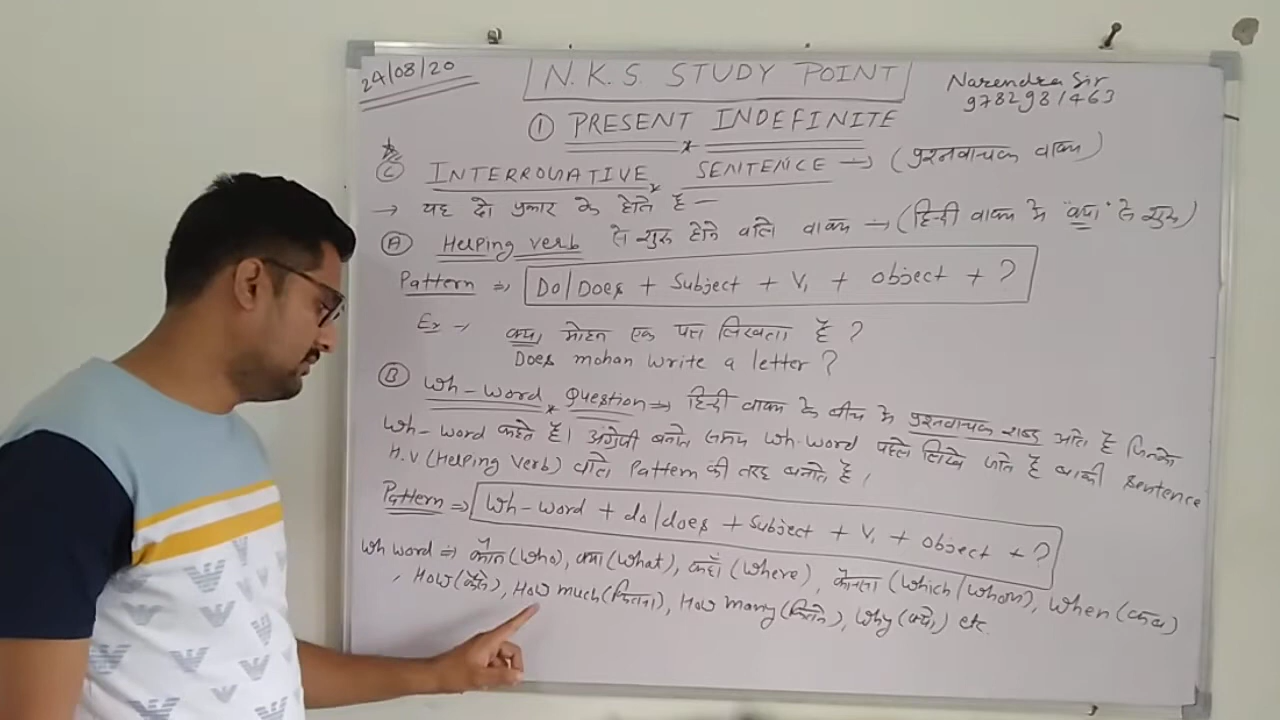 24/08/20
N.K.S. STUDY POINT
Narendra Sir
9782981463
① PRESENT INDEFINITE
Ⓒ INTERROGATIVE SENTENCE → (प्रश्नवाचक वाक्य)
→ यह दो प्रकार के होते है —
Ⓐ Helping verb से शुरू होने वाले वाक्य → (हिन्दी वाक्य मे "क्या" से शुरू)
Pattern ⇒ Do/Does + Subject + V₁ + object + ?
Ex → क्या मोहन एक पत्र लिखता है ?
Does mohan write a letter ?
Ⓑ Wh-word Question ⇒ हिन्दी वाक्य के बीच मे प्रश्नवाचक शब्द आते है जिनको
Wh-word कहते है। अंग्रेजी बनाते समय Wh-word पहले लिखे जाते है बाकी sentence
H.V (Helping Verb) वाले Pattern की तरह बनाते है।
Pattern ⇒ Wh-word + do/does + Subject + V₁ + object + ?
Wh word ⇒ कौन (Who), क्या (What), कहाँ (Where), कौनसा (Which/Whom), When (कब)
, How (कैसे), How much (कितना), How many (कितने), Why (क्यों) etc.